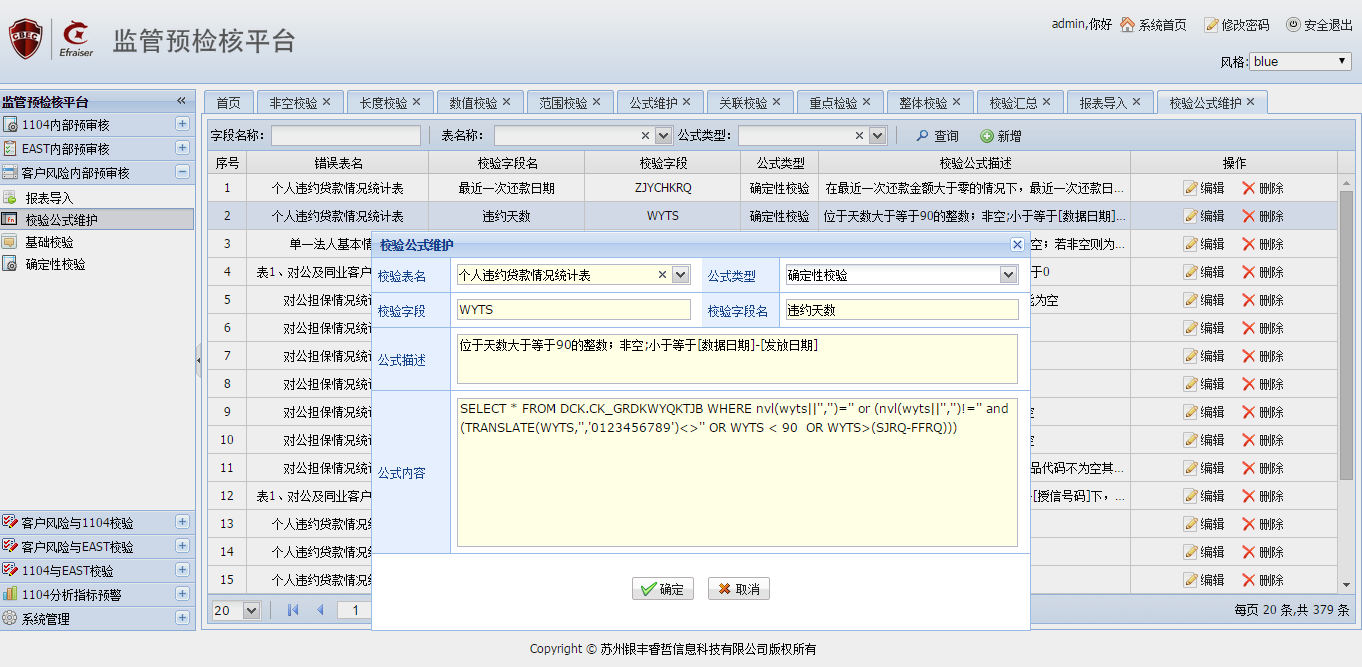 CBEC
Efraiser
监管预检核平台
admin,你好 系统首页 修改密码 安全退出
风格: blue
监管预检核平台
1104内部预审核
EAST内部预审核
客户风险内部预审核
报表导入
校验公式维护
基础校验
确定性校验
客户风险与1104校验
客户风险与EAST校验
1104与EAST校验
1104分析指标预警
系统管理
首页 非空校验 长度校验 数值校验 范围校验 公式维护 关联校验 重点校验 整体校验 校验汇总 报表导入 校验公式维护
字段名称: 表名称: 公式类型: 查询 新增
序号 错误表名 校验字段名 校验字段 公式类型 校验公式描述 操作
1 个人违约贷款情况统计表 最近一次还款日期 ZJYCHKRQ 确定性校验 在最近一次还款金额大于零的情况下，最近一次还款日... 编辑 删除
2 个人违约贷款情况统计表 违约天数 WYTS 确定性校验 位于天数大于等于90的整数；非空;小于等于[数据日期]... 编辑 删除
3 单一法人基本情 空；若非空则为... 编辑 删除
4 表1、对公及同业客户 于0 编辑 删除
5 对公担保情况统计 为空 编辑 删除
6 对公担保情况统计 编辑 删除
7 对公担保情况统计 编辑 删除
8 对公担保情况统计 编辑 删除
9 对公担保情况统计 编辑 删除
10 对公担保情况统计 编辑 删除
11 对公担保情况统计 品代码不为空其... 编辑 删除
12 表1、对公及同业客户 [授信号码]下，... 编辑 删除
13 个人违约贷款情况 编辑 删除
14 个人违约贷款情况 编辑 删除
15 个人违约贷款情况 编辑 删除
校验公式维护
校验表名 个人违约贷款情况统计表 公式类型 确定性校验
校验字段 WYTS 校验字段名 违约天数
公式描述 位于天数大于等于90的整数；非空;小于等于[数据日期]-[发放日期]
公式内容
SELECT * FROM DCK.CK_GRDKWYQKTJB WHERE nvl(wyts||'','')='' or (nvl(wyts||'','')!='' and
(TRANSLATE(WYTS,'','0123456789')<>'' OR WYTS < 90 OR WYTS>(SJRQ-FFRQ)))
确定 取消
20 1 每页 20 条,共 379 条
Copyright © 苏州银丰睿哲信息科技有限公司版权所有